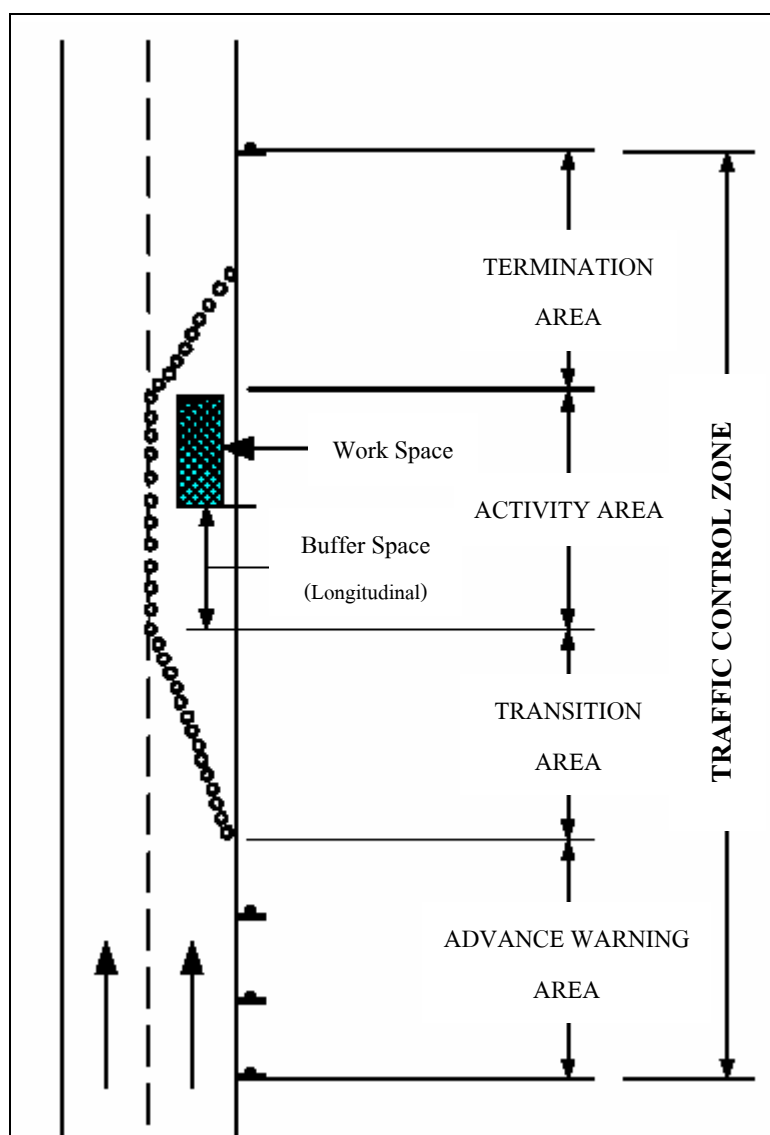 TERMINATION
AREA
Work Space
ACTIVITY AREA
Buffer Space
(Longitudinal)
TRANSITION
AREA
ADVANCE WARNING
AREA
TRAFFIC CONTROL ZONE